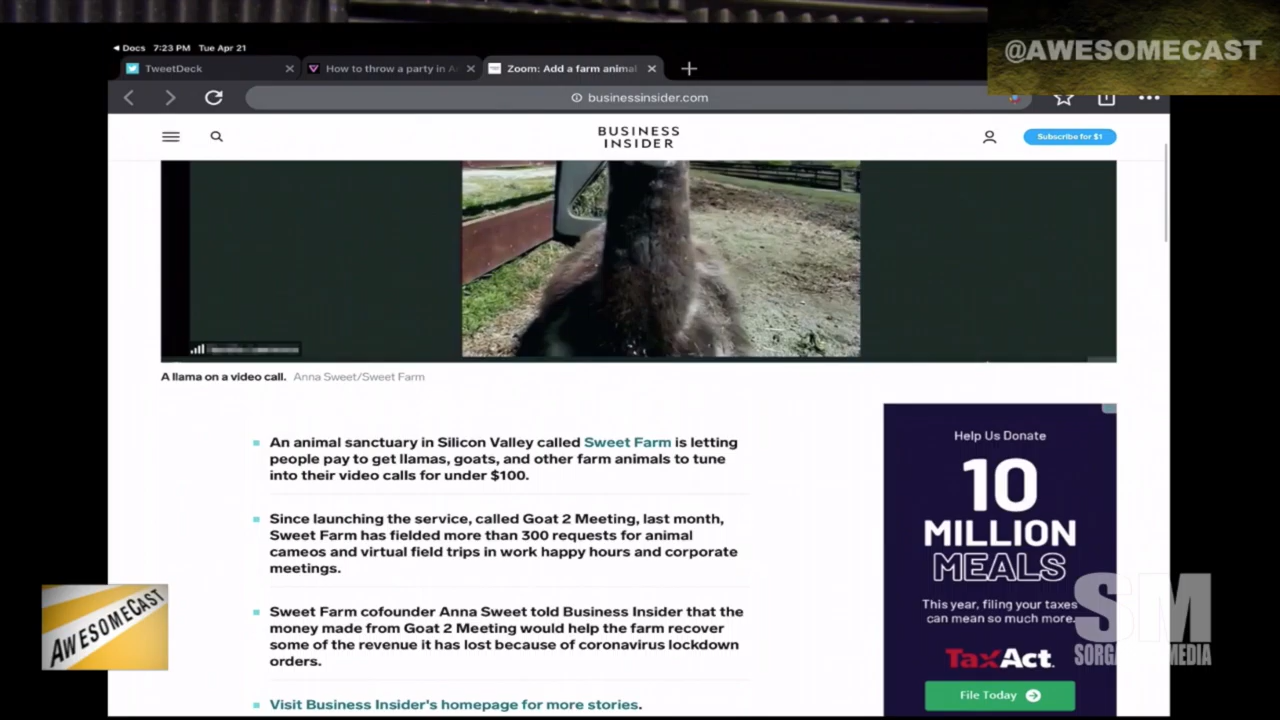 @AWESOMECAST
Docs 7:23 PM Tue Apr 21
TweetDeck
How to throw a party in A
Zoom: Add a farm animal
businessinsider.com
BUSINESS
INSIDER
Subscribe for $1
A llama on a video call. Anna Sweet/Sweet Farm
An animal sanctuary in Silicon Valley called Sweet Farm is letting
people pay to get llamas, goats, and other farm animals to tune
into their video calls for under $100.
Since launching the service, called Goat 2 Meeting, last month,
Sweet Farm has fielded more than 300 requests for animal
cameos and virtual field trips in work happy hours and corporate
meetings.
Sweet Farm cofounder Anna Sweet told Business Insider that the
money made from Goat 2 Meeting would help the farm recover
some of the revenue it has lost because of coronavirus lockdown
orders.
Visit Business Insider's homepage for more stories.
Help Us Donate
10
MILLION
MEALS
This year, filing your taxes
can mean so much more.
TaxAct.
File Today
AWESOMECAST
SM
MEDIA